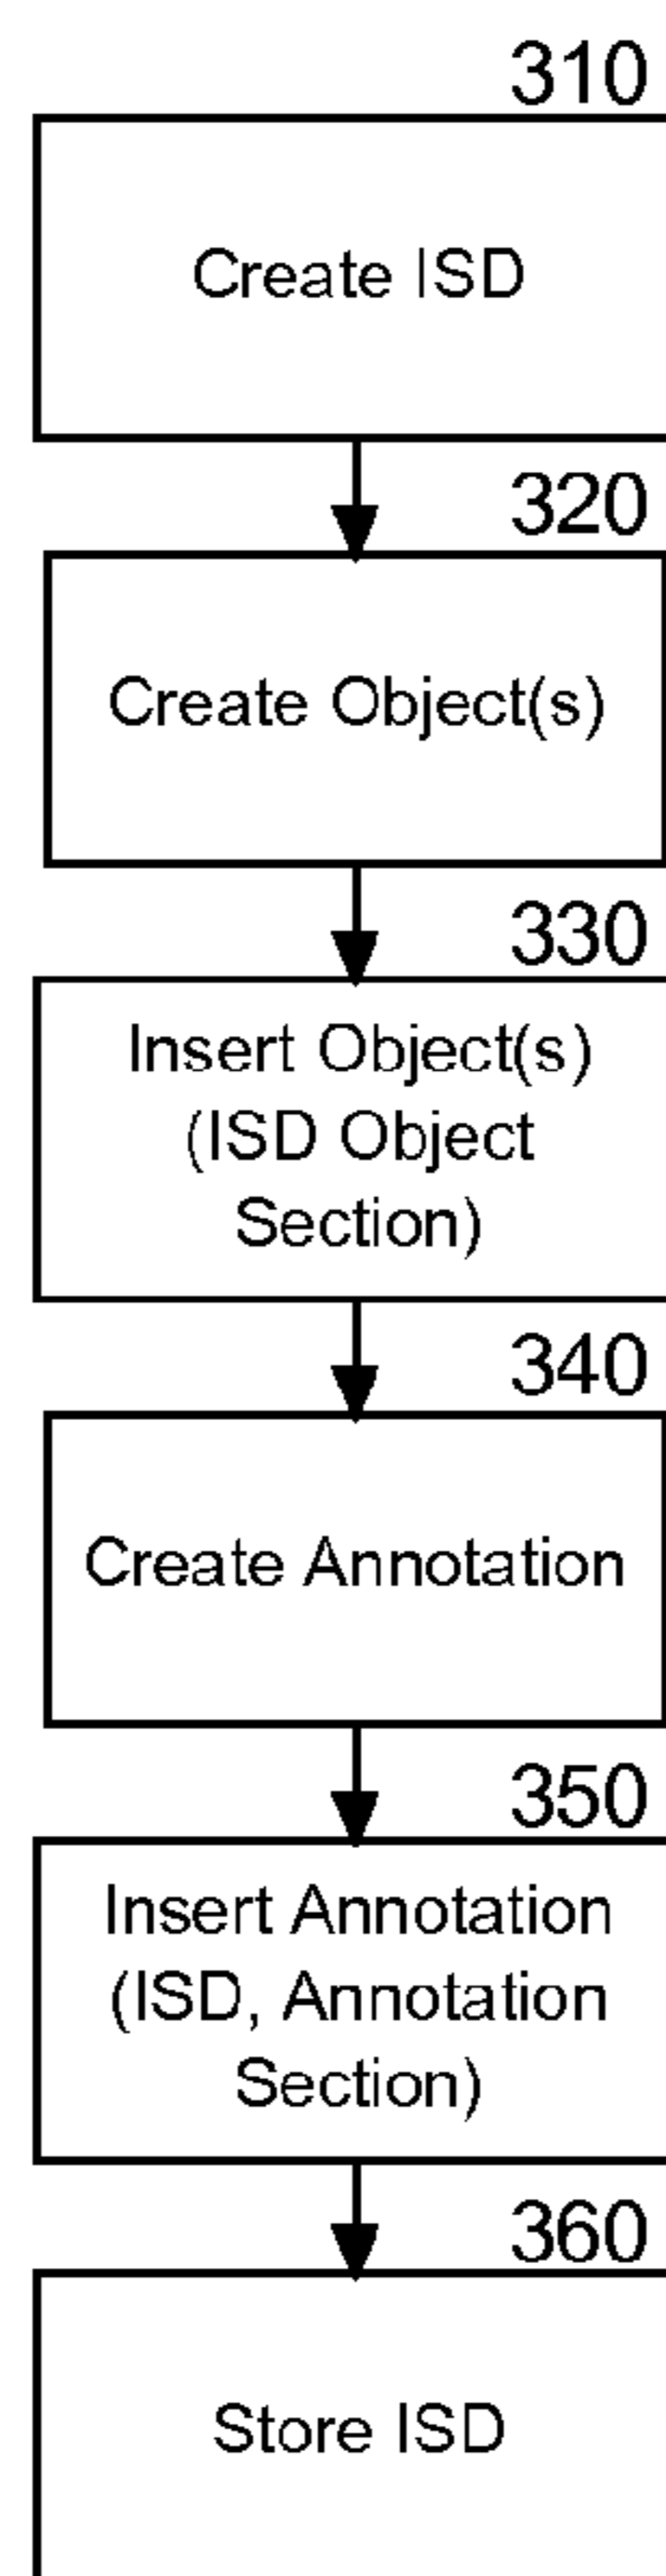 310
Create ISD
320
Create Object(s)
330
Insert Object(s)
(ISD Object
Section)
340
Create Annotation
350
Insert Annotation
(ISD, Annotation
Section)
360
Store ISD